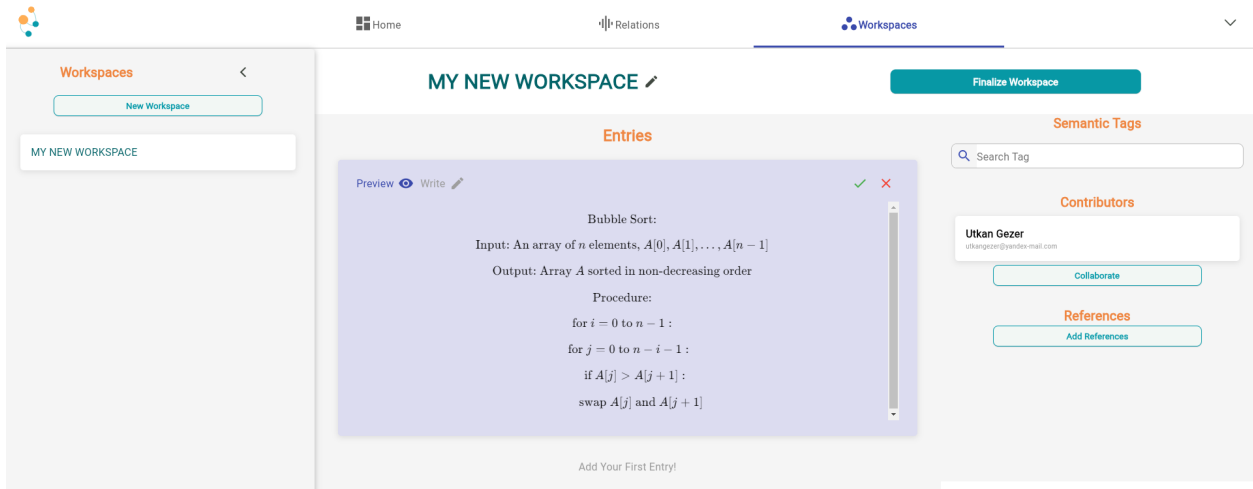 Home
Relations
Workspaces
Workspaces
New Workspace
MY NEW WORKSPACE
MY NEW WORKSPACE
Finalize Workspace
Entries
Preview
Write
Bubble Sort:
Input: An array of n elements, A[0], A[1], . . . , A[n − 1]
Output: Array A sorted in non-decreasing order
Procedure:
for i = 0 to n − 1 :
for j = 0 to n − i − 1 :
if A[j] > A[j + 1] :
swap A[j] and A[j + 1]
Add Your First Entry!
Semantic Tags
Search Tag
Contributors
Utkan Gezer
utkangezer@yandex-mail.com
Collaborate
References
Add References